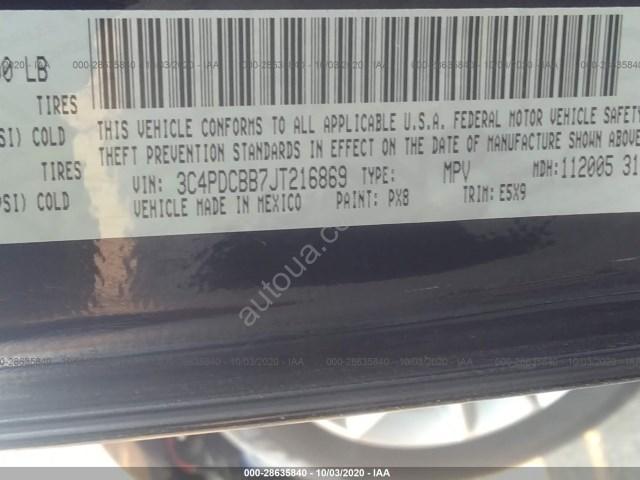 00 LB
TIRES
SI) COLD
TIRES
PSI) COLD
THIS VEHICLE CONFORMS TO ALL APPLICABLE U.S.A. FEDERAL MOTOR VEHICLE SAFETY
THEFT PREVENTION STANDARDS IN EFFECT ON THE DATE OF MANUFACTURE SHOWN ABOVE
VIN: 3C4PDCBB7JT216869 TYPE: MPV MDH: 112005 31
VEHICLE MADE IN MEXICO PAINT: PX8 TRIM: E5X9
autoua.com
000-28635840 - 10/03/2020 - IAA